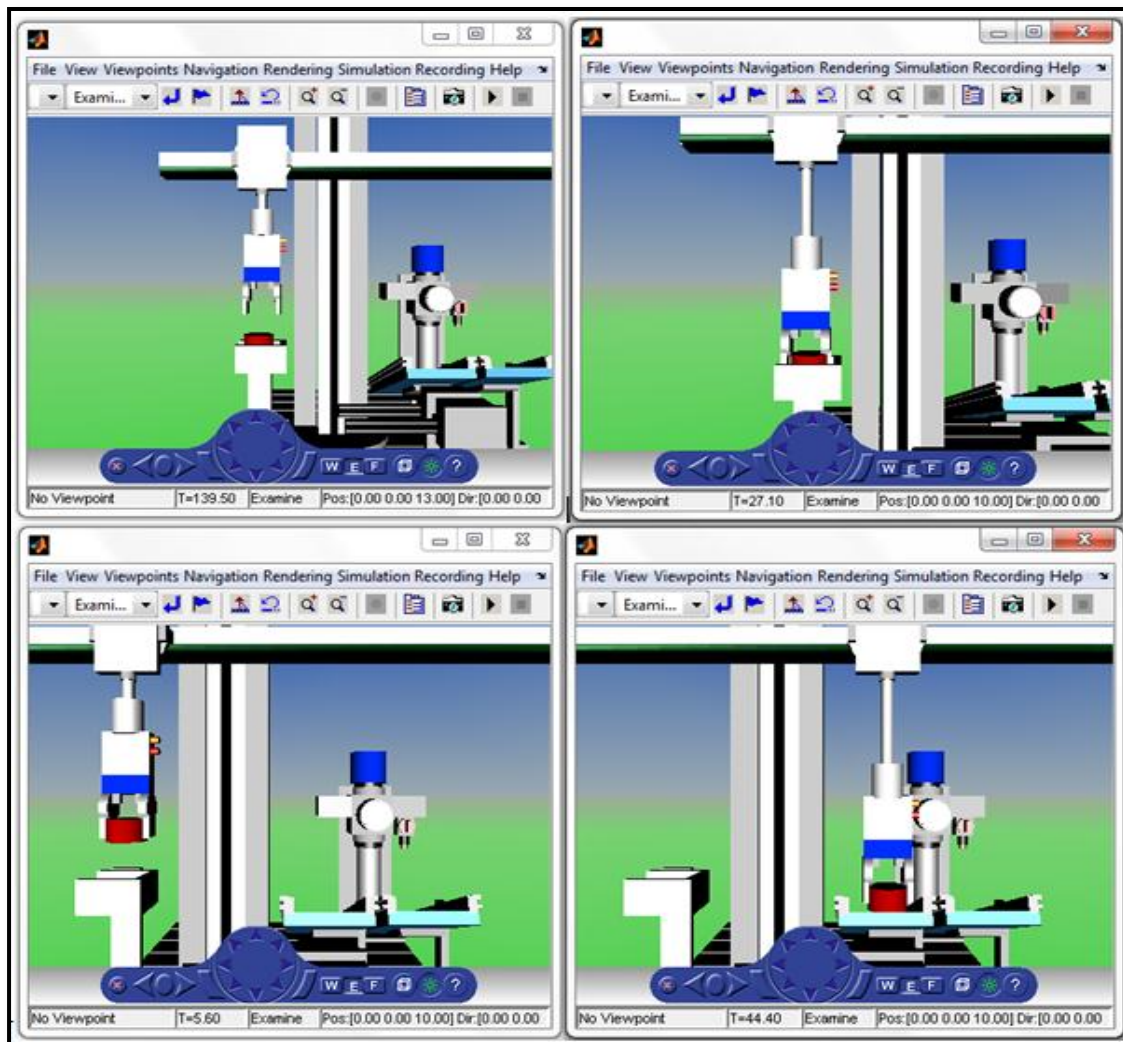 File View Viewpoints Navigation Rendering Simulation Recording Help
Exami...
W E F ?
No Viewpoint T=139.50 Examine Pos:[0.00 0.00 13.00] Dir:[0.00 0.00
File View Viewpoints Navigation Rendering Simulation Recording Help
Exami...
W E F ?
No Viewpoint T=27.10 Examine Pos:[0.00 0.00 10.00] Dir:[0.00 0.00
File View Viewpoints Navigation Rendering Simulation Recording Help
Exami...
W E F ?
No Viewpoint T=5.60 Examine Pos:[0.00 0.00 10.00] Dir:[0.00 0.00
File View Viewpoints Navigation Rendering Simulation Recording Help
Exami...
W E F ?
No Viewpoint T=44.40 Examine Pos:[0.00 0.00 10.00] Dir:[0.00 0.00